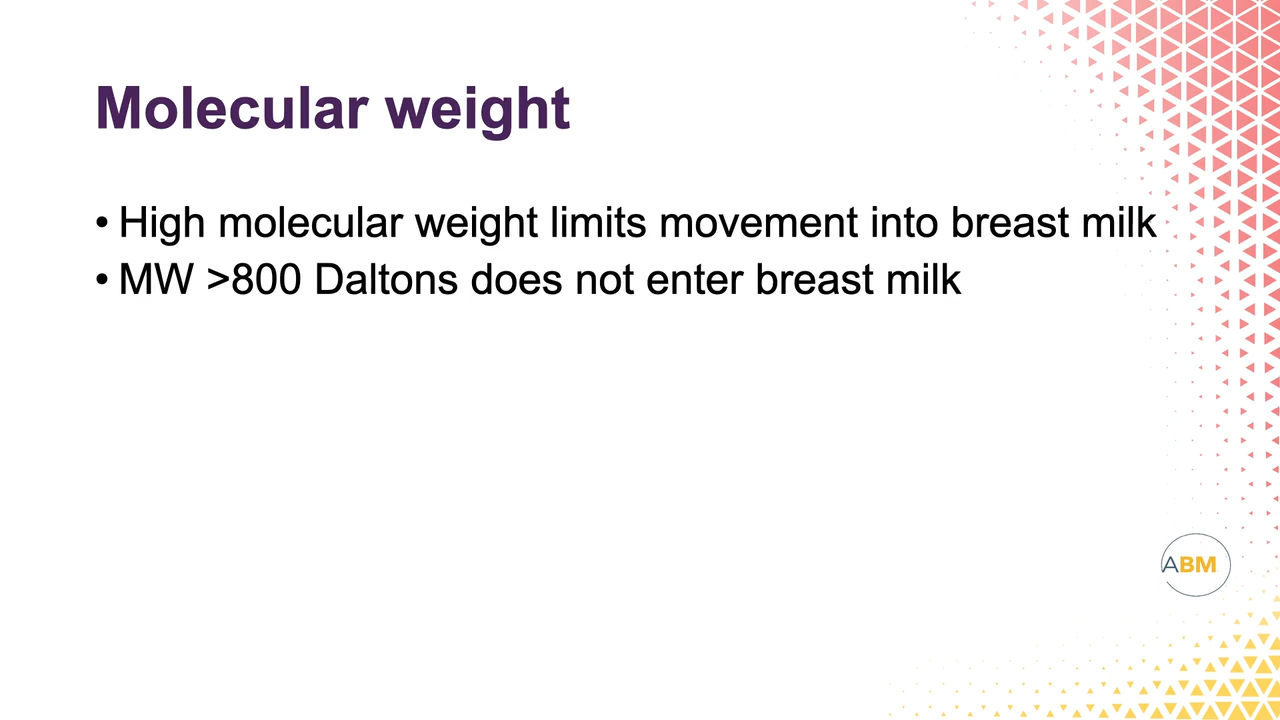 Molecular weight
• High molecular weight limits movement into breast milk
• MW >800 Daltons does not enter breast milk
ABM